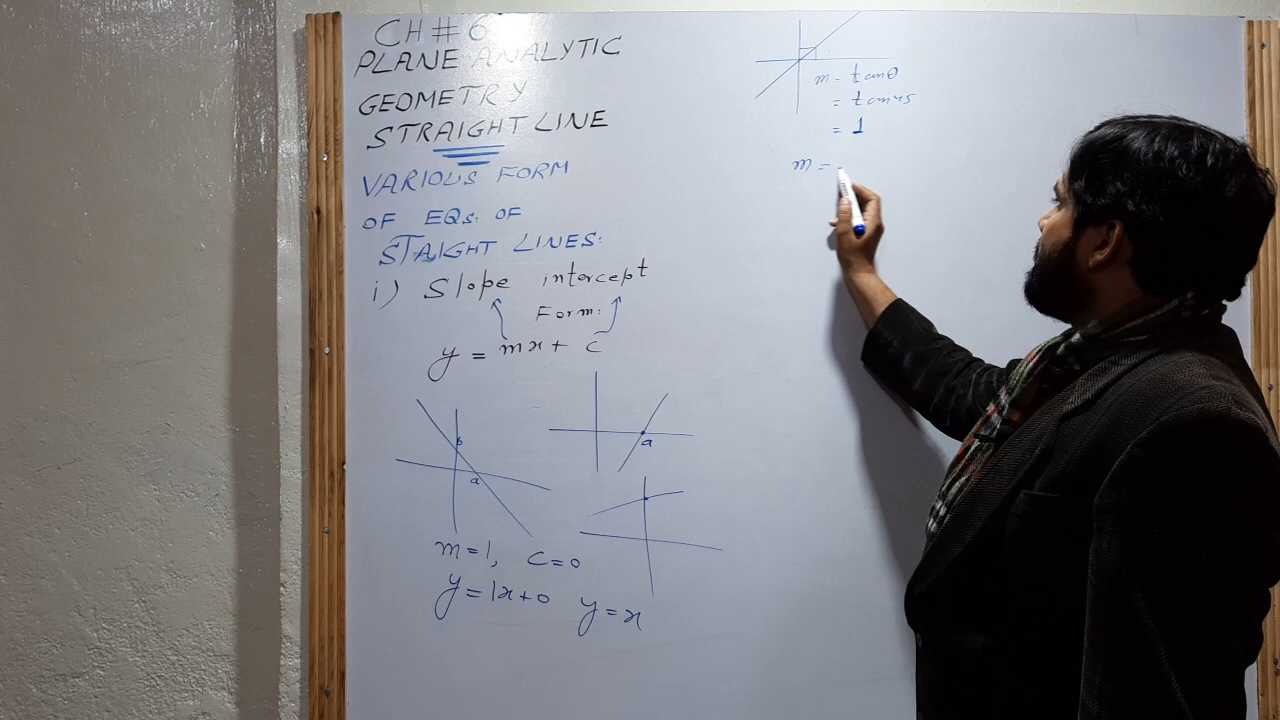 CH # 6
PLANE ANALYTIC
GEOMETRY
STRAIGHT LINE
VARIOUS FORM
OF EQs. OF
STAIGHT LINES:
i) Slope intercept
Form:
y = mx + c
b
a
a
m=1, c=0
y=1x+0 y=x
m = tanθ
= tan45
= 1
m = -